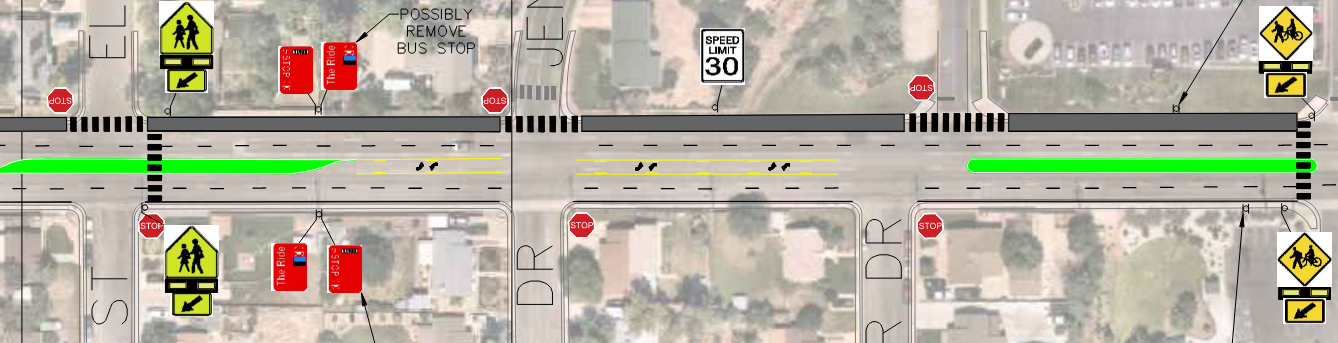 POSSIBLY
REMOVE
BUS STOP
EL
JEN
STOP
STOP
STOP
The Ride
SPEED
LIMIT
30
STOP
STOP
STOP
The Ride
ST
DR
DR
R